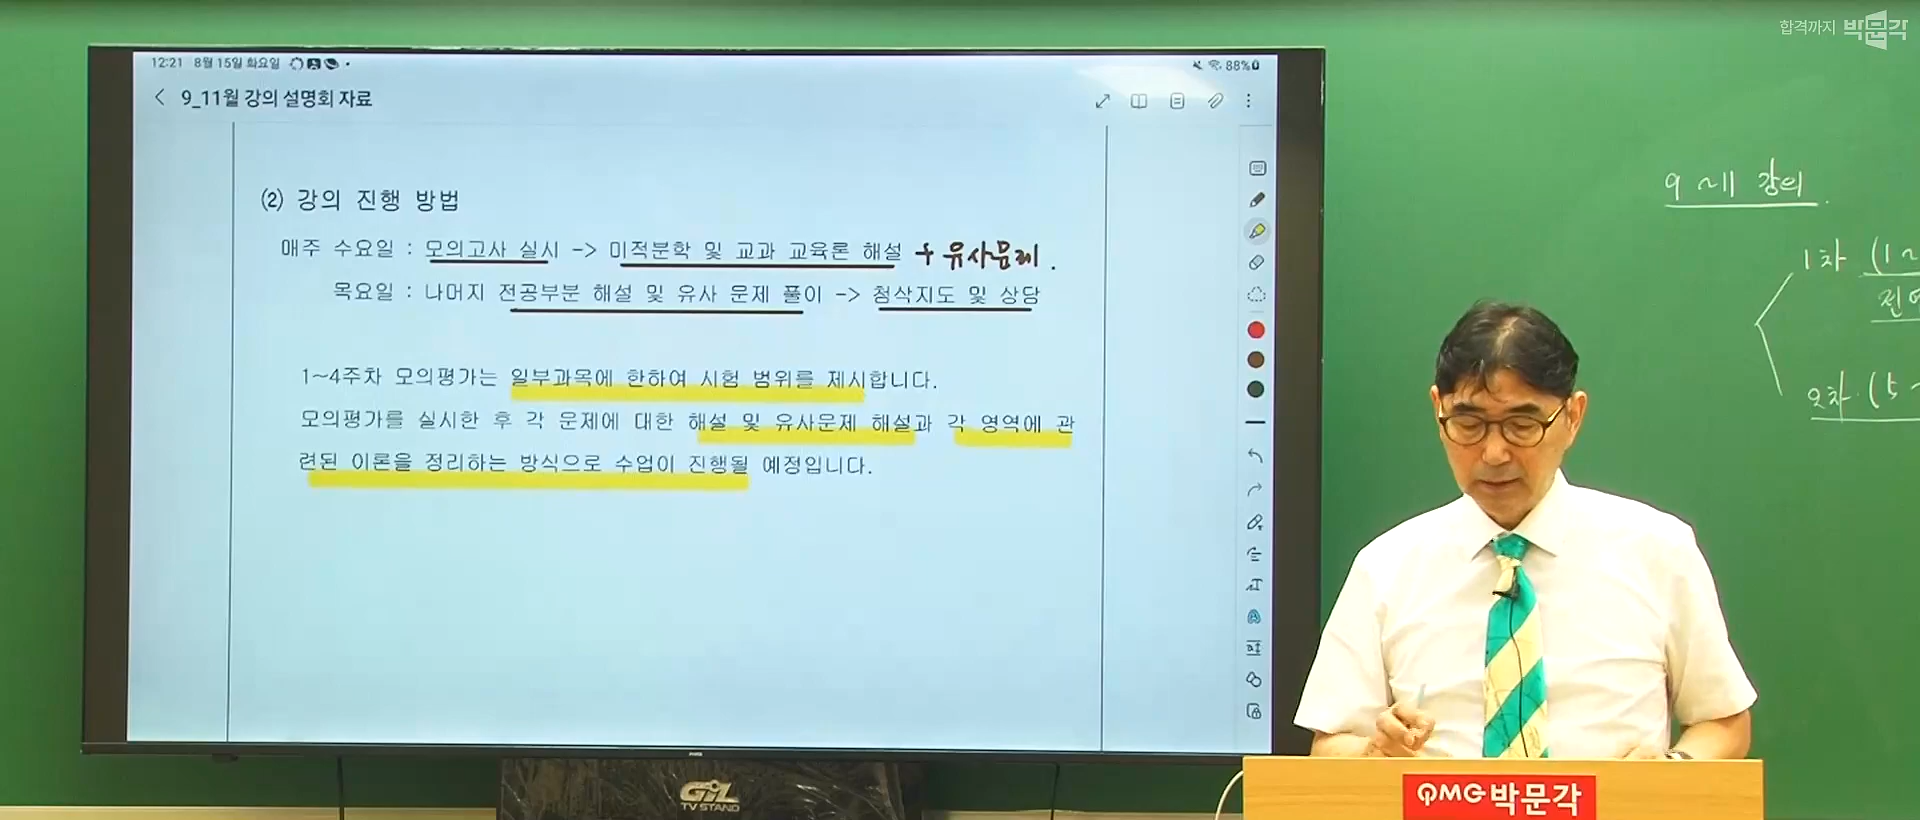 합격까지 박문각
12:21 8월 15일 화요일
88%
9_11월 강의 설명회 자료
(2) 강의 진행 방법
매주 수요일 : 모의고사 실시 -> 미적분학 및 교과 교육론 해설 + 유사문제.
목요일 : 나머지 전공부분 해설 및 유사 문제 풀이 -> 첨삭지도 및 상담
1~4주차 모의평가는 일부과목에 한하여 시험 범위를 제시합니다.
모의평가를 실시한 후 각 문제에 대한 해설 및 유사문제 해설과 각 영역에 관
련된 이론을 정리하는 방식으로 수업이 진행될 예정입니다.
9 ~11 강의
1차 (1 ~
2차 (5 ~
GIL
TV STAND
PMG 박문각